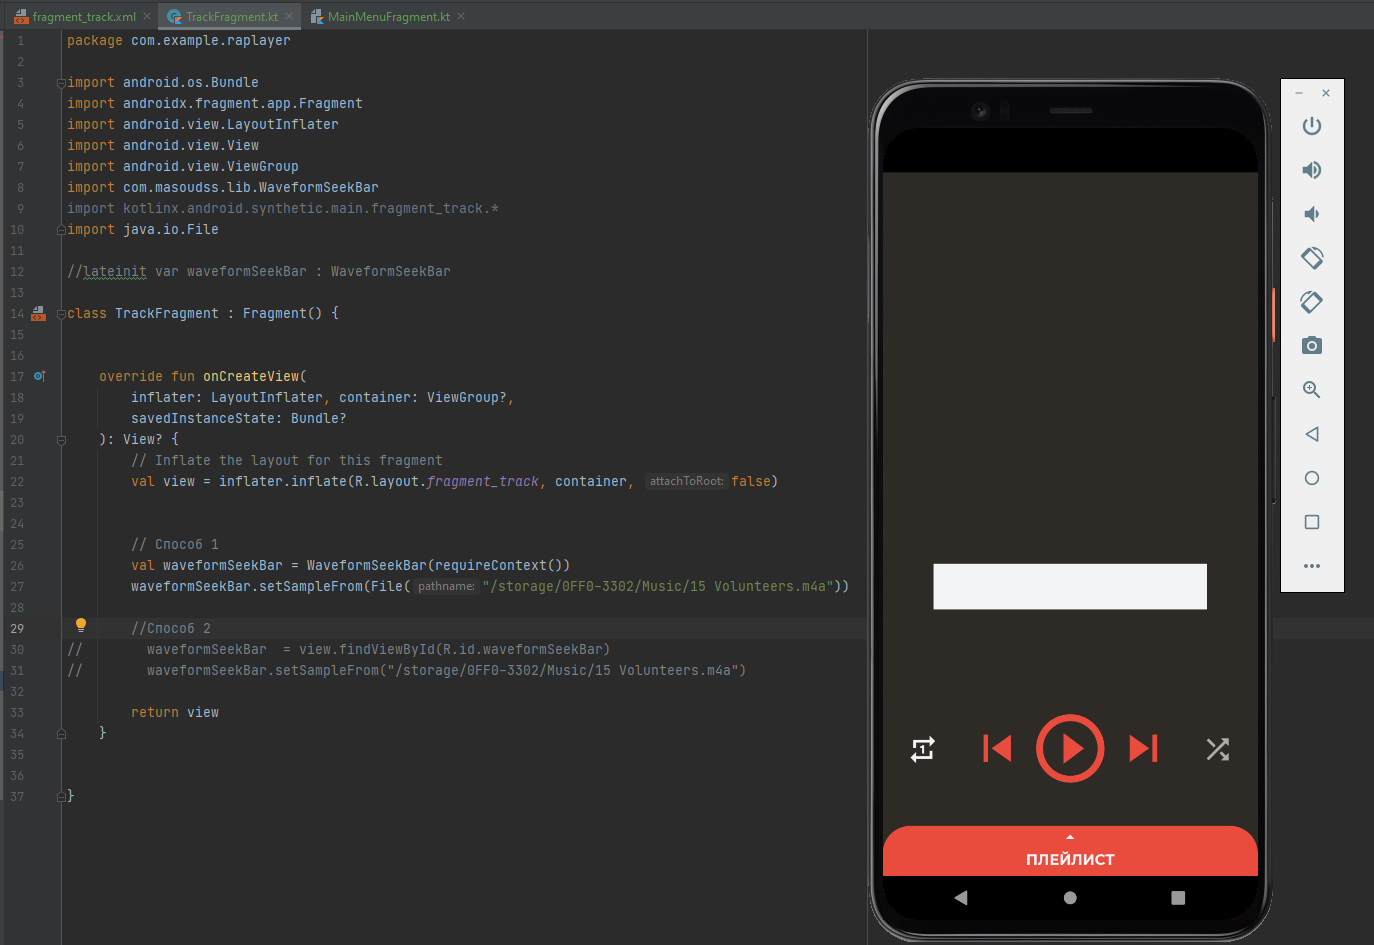 fragment_track.xml TrackFragment.kt MainMenuFragment.kt
1 package com.example.raplayer
2
3 import android.os.Bundle
4 import androidx.fragment.app.Fragment
5 import android.view.LayoutInflater
6 import android.view.View
7 import android.view.ViewGroup
8 import com.masoudss.lib.WaveformSeekBar
9 import kotlinx.android.synthetic.main.fragment_track.*
10 import java.io.File
11
12 //lateinit var waveformSeekBar : WaveformSeekBar
13
14 class TrackFragment : Fragment() {
15
16
17 override fun onCreateView(
18 inflater: LayoutInflater, container: ViewGroup?,
19 savedInstanceState: Bundle?
20 ): View? {
21 // Inflate the layout for this fragment
22 val view = inflater.inflate(R.layout.fragment_track, container, attachToRoot: false)
23
24
25 // Способ 1
26 val waveformSeekBar = WaveformSeekBar(requireContext())
27 waveformSeekBar.setSampleFrom(File( pathname: "/storage/0FF0-3302/Music/15 Volunteers.m4a"))
28
29 //Способ 2
30 // waveformSeekBar  = view.findViewById(R.id.waveformSeekBar)
31 // waveformSeekBar.setSampleFrom("/storage/0FF0-3302/Music/15 Volunteers.m4a")
32
33 return view
34 }
35
36
37 }
1
ПЛЕЙЛИСТ